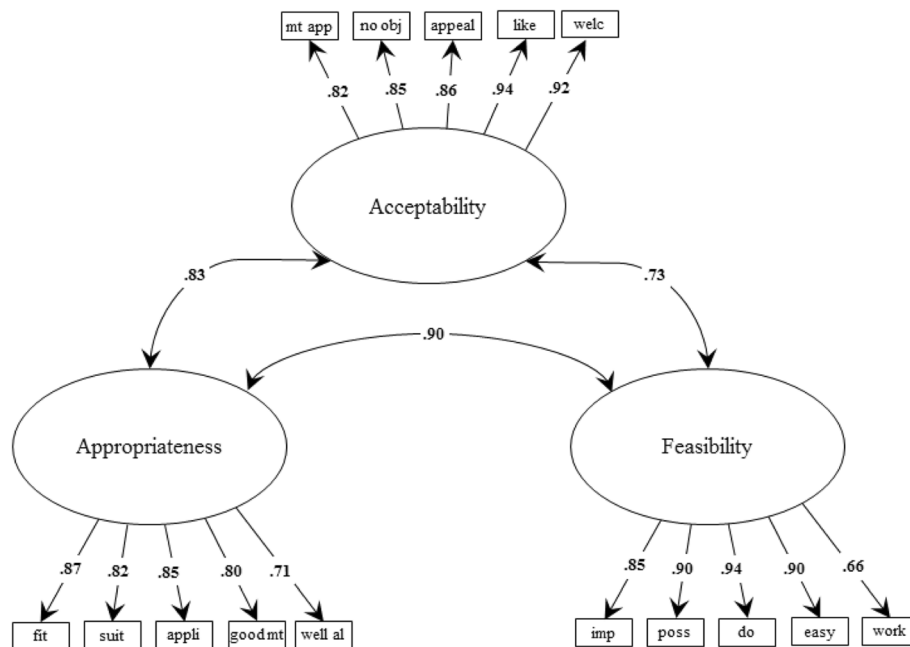 mt app no obj appeal like welc
.82 .85 .86 .94 .92
Acceptability
.83 .73
.90
Appropriateness Feasibility
.87 .82 .85 .80 .71 .85 .90 .94 .90 .66
fit suit appli good mt well al imp poss do easy work